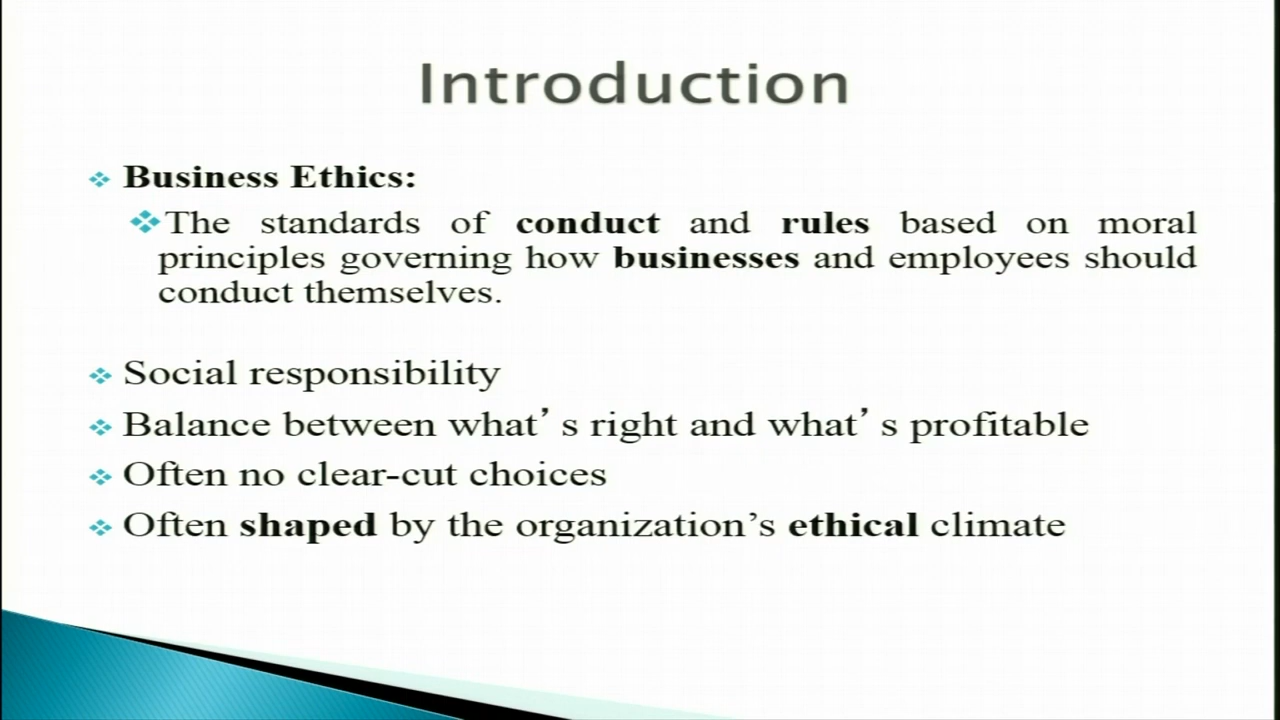 Introduction
Business Ethics:
The standards of conduct and rules based on moral
principles governing how businesses and employees should
conduct themselves.
Social responsibility
Balance between what’s right and what’s profitable
Often no clear-cut choices
Often shaped by the organization’s ethical climate